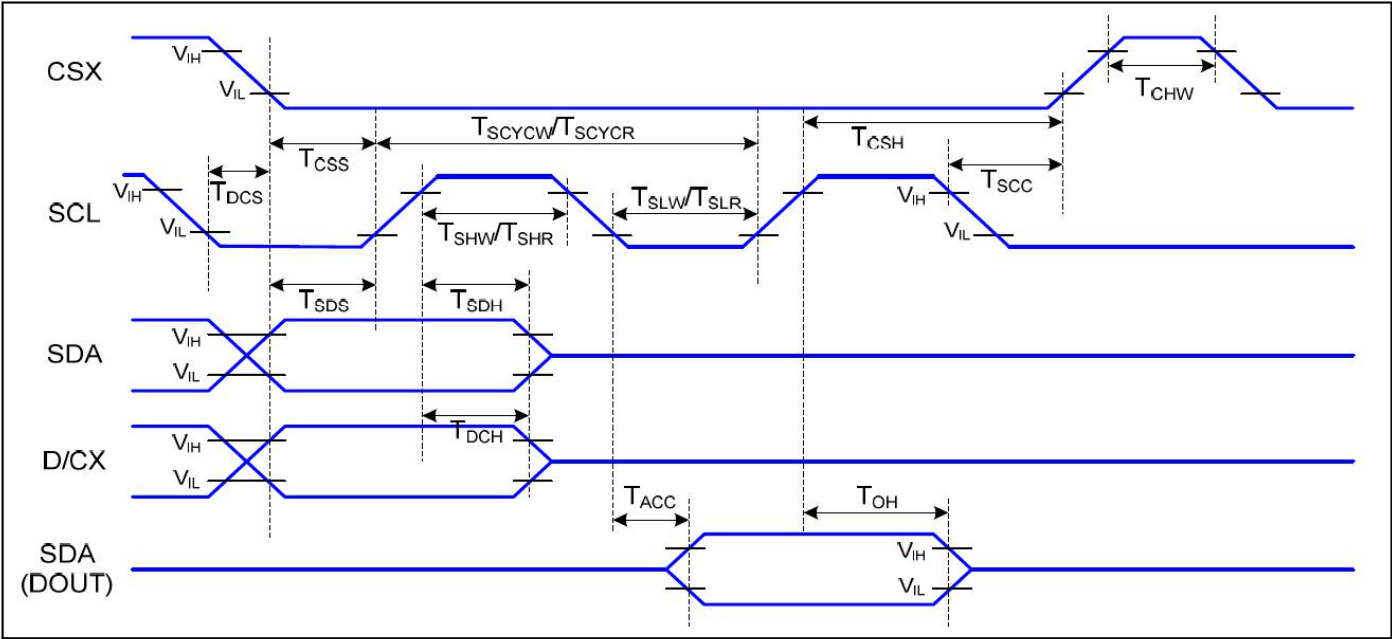 CSX
VIH
VIL
TCHW
TSCYCW/TSCYCR
TCSS
TCSH
TDCS
TSCC
SCL
VIH
VIL
TSHW/TSHR
TSLW/TSLR
VIH
VIL
TSDS
TSDH
SDA
VIH
VIL
TDCH
D/CX
VIH
VIL
TACC
TOH
SDA
(DOUT)
VIH
VIL